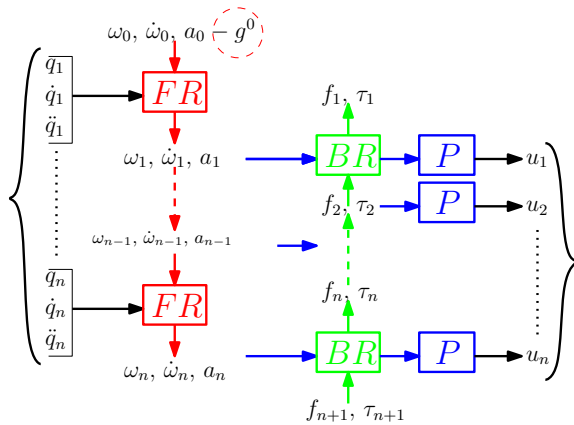 ω₀, ω̇₀, a₀ − g⁰
q₁
q̇₁
q̈₁
FR
f₁, τ₁
ω₁, ω̇₁, a₁
BR
P
u₁
f₂, τ₂
P
u₂
ωₙ₋₁, ω̇ₙ₋₁, aₙ₋₁
qₙ
q̇ₙ
q̈ₙ
FR
fₙ, τₙ
ωₙ, ω̇ₙ, aₙ
BR
P
uₙ
fₙ₊₁, τₙ₊₁